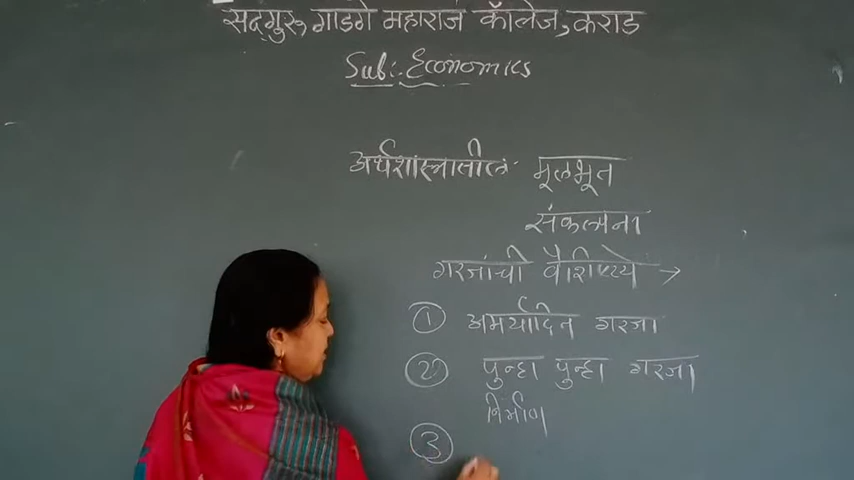 सद्गुरु गाडगे महाराज कॉलेज, कराड
Sub:- Economics
अर्थशास्त्रातील मूलभूत
संकल्पना
गरजांची वैशिष्ट्ये →
① अमर्यादित गरजा
② पुन्हा पुन्हा गरजा
निर्माण
③